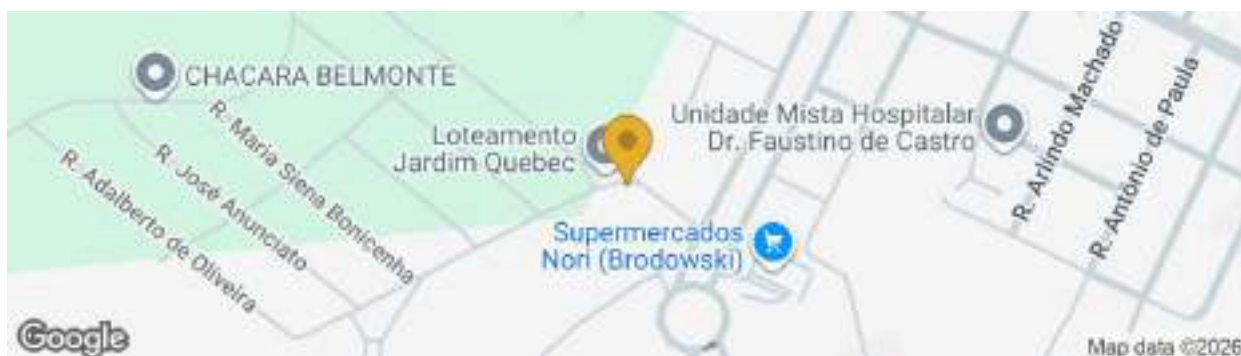 CHACARA BELMONTE
R. Maria Siena Bonicenha
R. José Anunciato
R. Adalberto de Oliveira
Loteamento
Jardim Quebec
Unidade Mista Hospitalar
Dr. Faustino de Castro
R. Arlindo Machado
R. Antônio de Paula
Supermercados
Nori (Brodowski)
Google
Map data ©2026